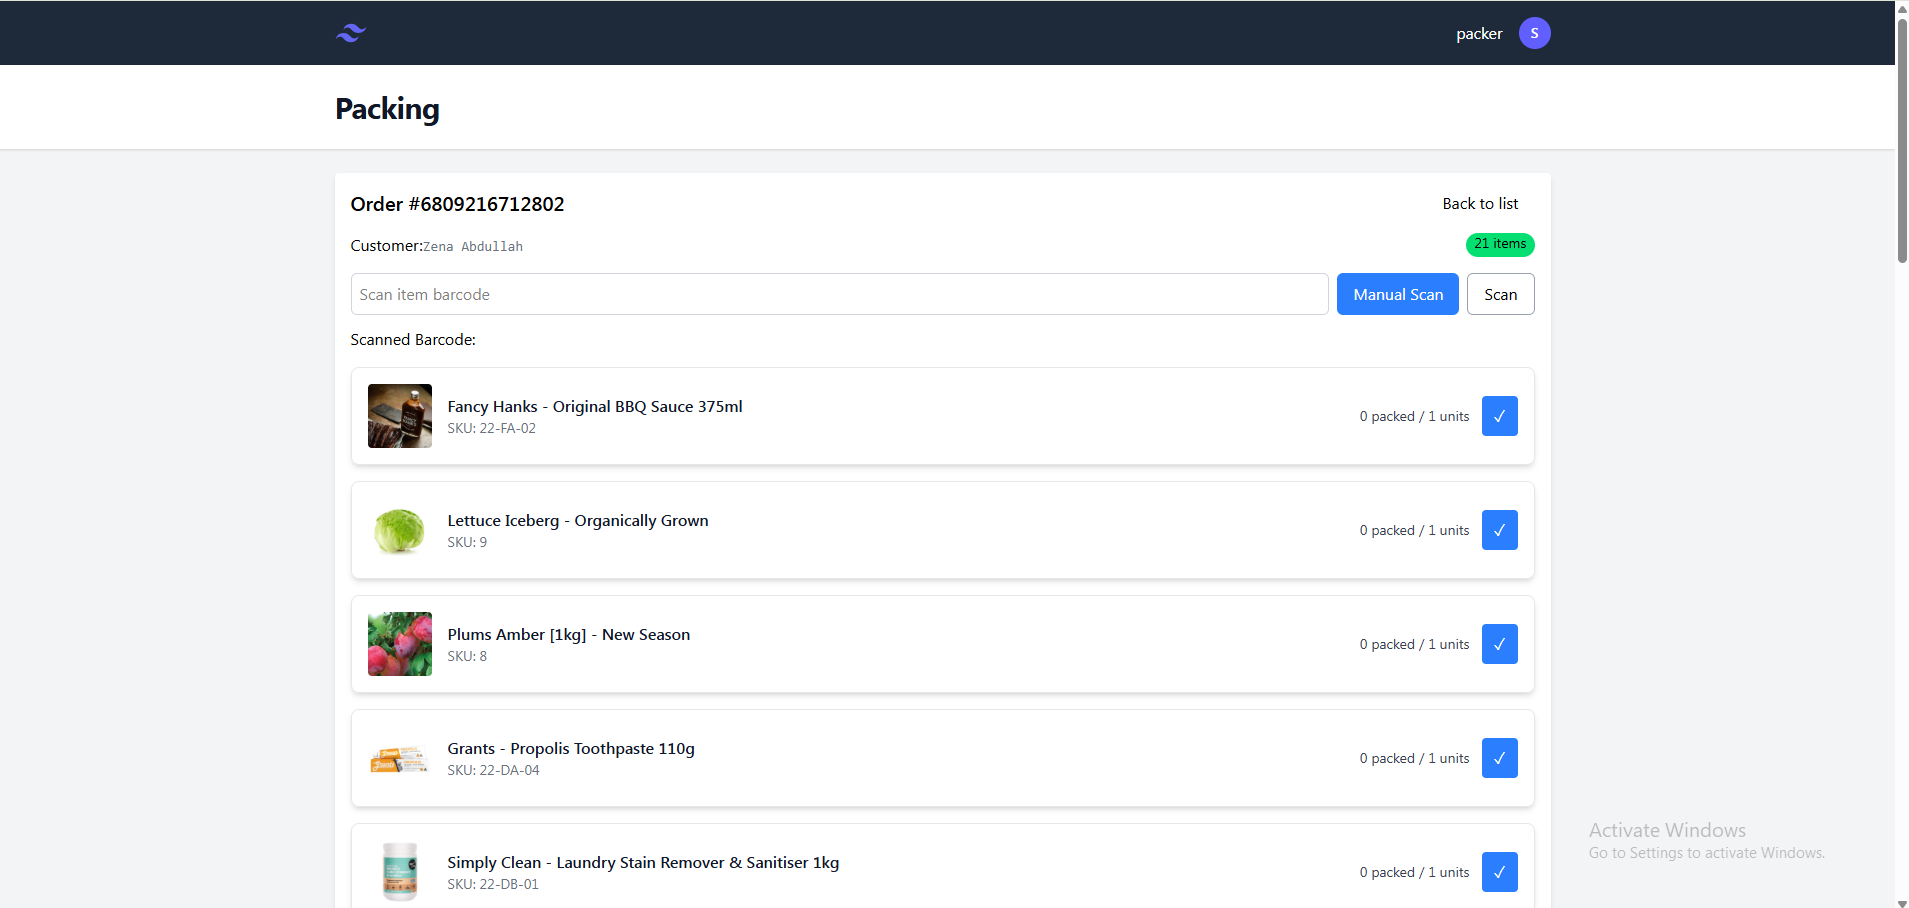 packer S
Packing
Order #6809216712802
Back to list
Customer:Zena Abdullah
21 items
Scan item barcode
Manual Scan
Scan
Scanned Barcode:
Fancy Hanks - Original BBQ Sauce 375ml
SKU: 22-FA-02
0 packed / 1 units ✓
Lettuce Iceberg - Organically Grown
SKU: 9
0 packed / 1 units ✓
Plums Amber [1kg] - New Season
SKU: 8
0 packed / 1 units ✓
Grants - Propolis Toothpaste 110g
SKU: 22-DA-04
0 packed / 1 units ✓
Simply Clean - Laundry Stain Remover & Sanitiser 1kg
SKU: 22-DB-01
0 packed / 1 units ✓
Activate Windows
Go to Settings to activate Windows.